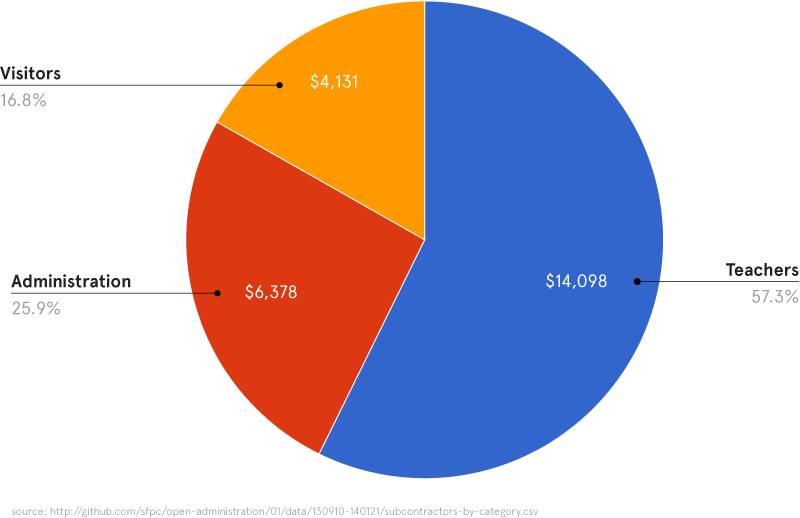 Visitors
16.8%
$4,131
Administration
25.9%
$6,378
Teachers
57.3%
$14,098
source: http://github.com/sfpc/open-administration/01/data/130910-140121/subcontractors-by-category.csv